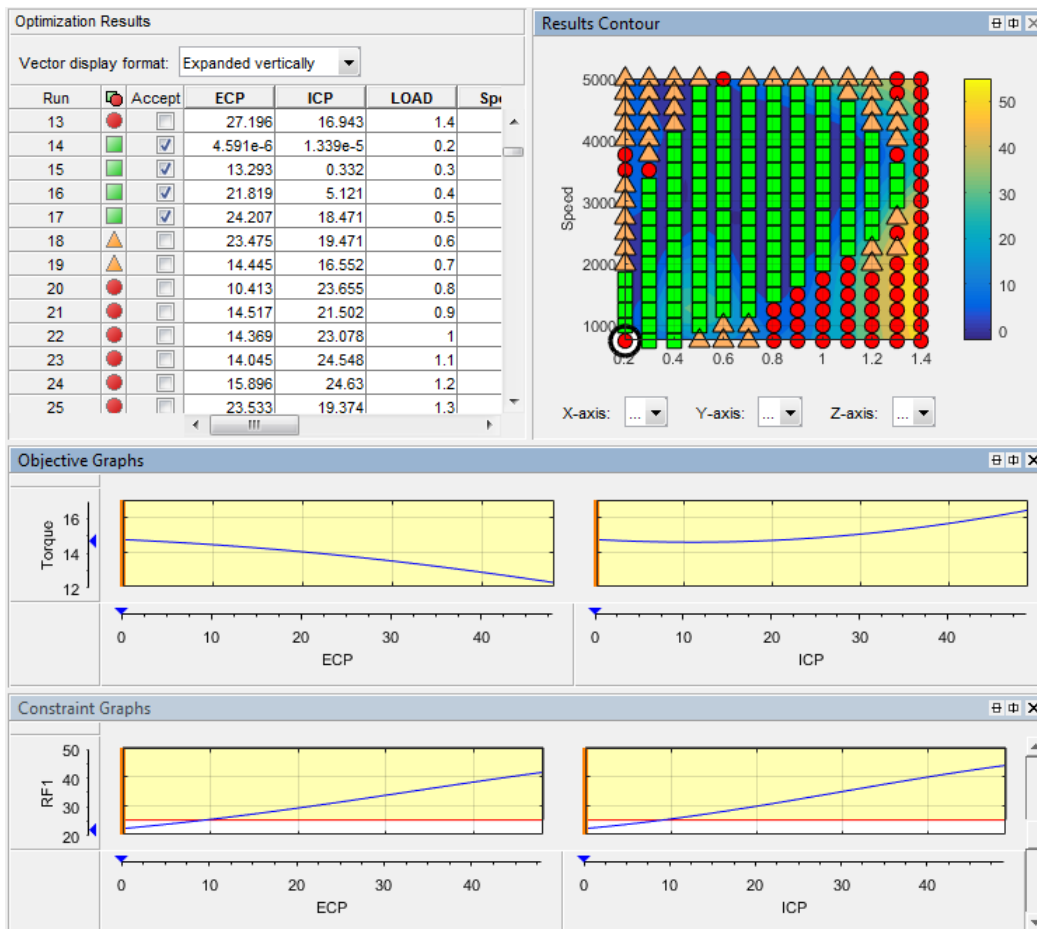 Optimization Results
Vector display format: Expanded vertically
Run Accept ECP ICP LOAD
13 27.196 16.943 1.4
14 4.591e-6 1.339e-5 0.2
15 13.293 0.332 0.3
16 21.819 5.121 0.4
17 24.207 18.471 0.5
18 23.475 19.471 0.6
19 14.445 16.552 0.7
20 10.413 23.655 0.8
21 14.517 21.502 0.9
22 14.369 23.078 1
23 14.045 24.548 1.1
24 15.896 24.63 1.2
25 23.533 19.374 1.3
Results Contour
Speed
5000
4000
3000
2000
1000
0.2 0.4 0.6 0.8 1 1.2 1.4
50
40
30
20
10
0
X-axis: ... Y-axis: ... Z-axis: ...
Objective Graphs
Torque
16
14
12
0 10 20 30 40
ECP
0 10 20 30 40
ICP
Constraint Graphs
RF1
50
40
30
20
0 10 20 30 40
ECP
0 10 20 30 40
ICP